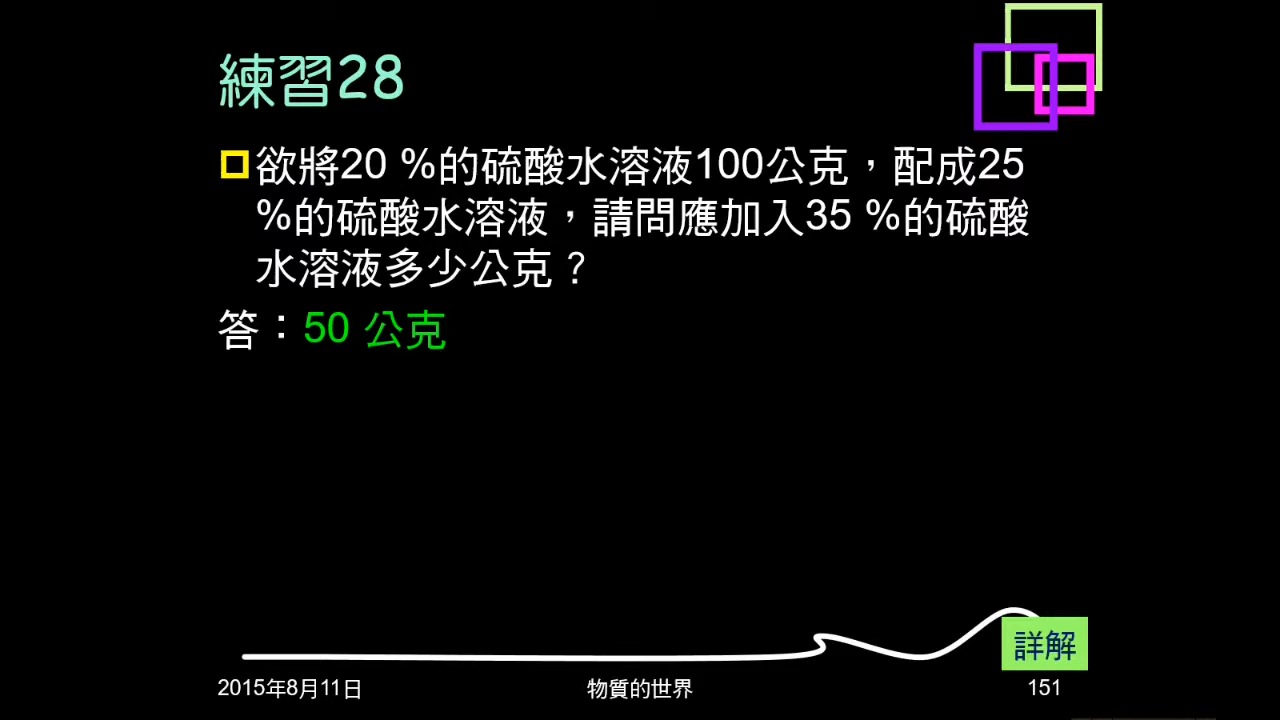 練習28
欲將20 %的硫酸水溶液100公克，配成25
%的硫酸水溶液，請問應加入35 %的硫酸
水溶液多少公克？
答：50 公克
詳解
2015年8月11日
物質的世界
151